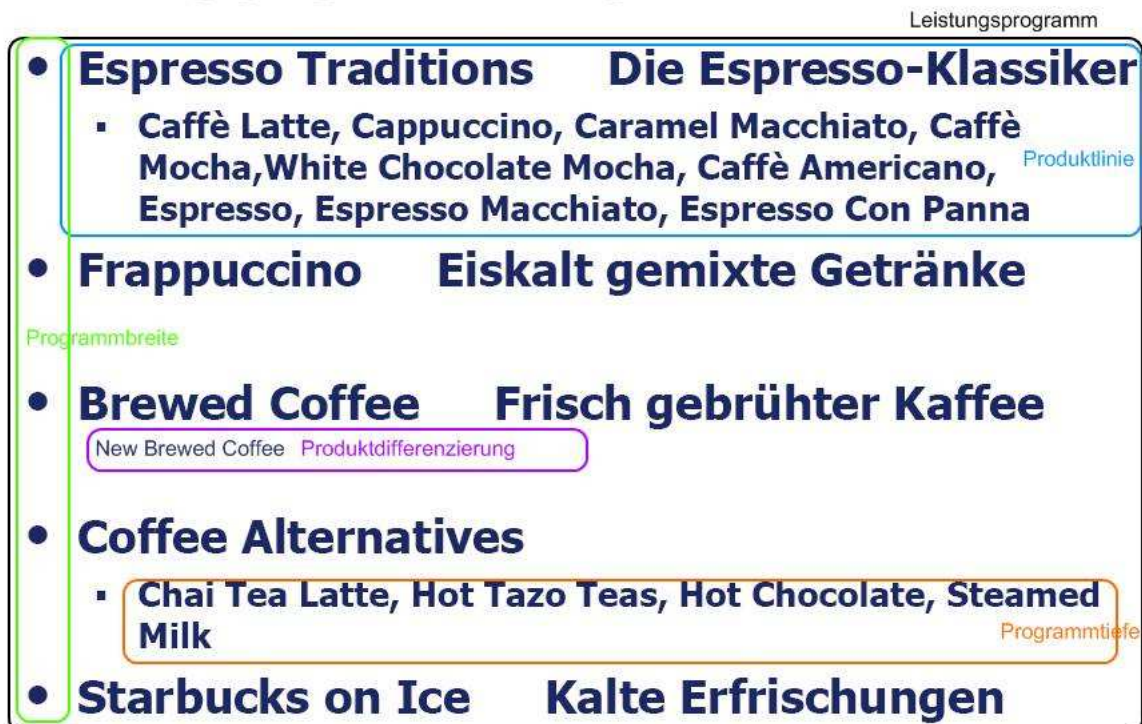 Leistungsprogramm
• Espresso Traditions Die Espresso-Klassiker
▪ Caffè Latte, Cappuccino, Caramel Macchiato, Caffè
Mocha,White Chocolate Mocha, Caffè Americano,
Produktlinie
Espresso, Espresso Macchiato, Espresso Con Panna
• Frappuccino Eiskalt gemixte Getränke
Programmbreite
• Brewed Coffee Frisch gebrühter Kaffee
New Brewed Coffee Produktdifferenzierung
• Coffee Alternatives
▪ Chai Tea Latte, Hot Tazo Teas, Hot Chocolate, Steamed
Milk
Programmtiefe
• Starbucks on Ice Kalte Erfrischungen